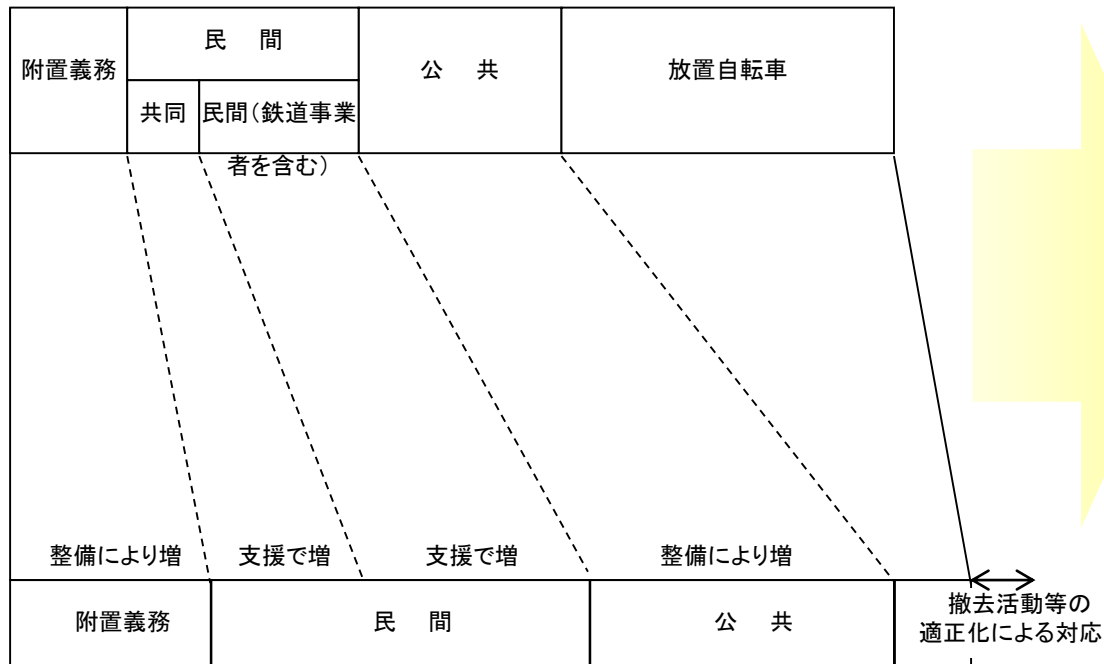 附置義務
民 間
公 共
放置自転車
共同
民間(鉄道事業
者を含む)
整備により増
支援で増
支援で増
整備により増
附置義務
民 間
公 共
撤去活動等の
適正化による対応